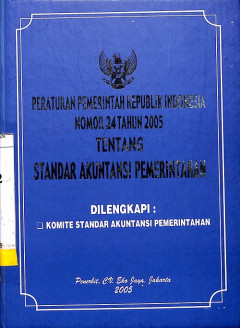 PERATURAN PEMERINTAH REPUBLIK INDONESIA
NOMOR 24 TAHUN 2005
TENTANG
STANDAR AKUNTANSI PEMERINTAHAN
DILENGKAPI :
❑ KOMITE STANDAR AKUNTANSI PEMERINTAHAN
Penerbit, CV. Eko Jaya, Jakarta
2005